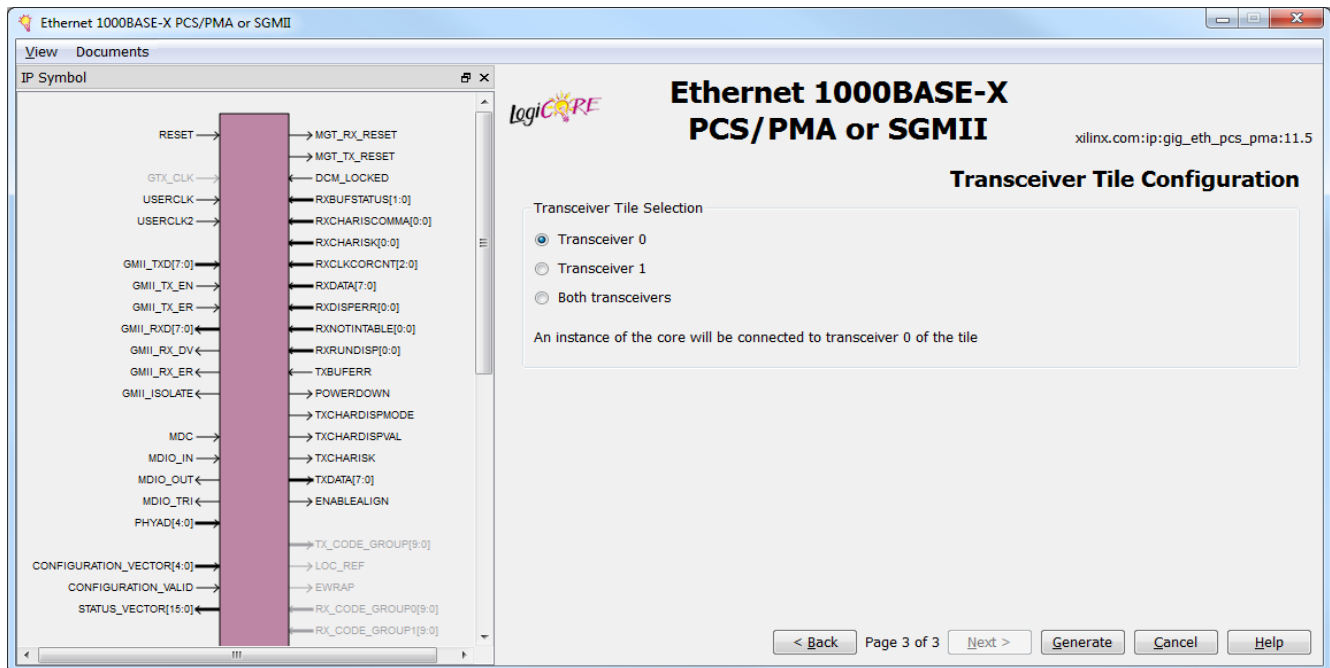 Ethernet 1000BASE-X PCS/PMA or SGMII
View Documents
IP Symbol
RESET
GTX_CLK
USERCLK
USERCLK2
GMII_TXD[7:0]
GMII_TX_EN
GMII_TX_ER
GMII_RXD[7:0]
GMII_RX_DV
GMII_RX_ER
GMII_ISOLATE
MDC
MDIO_IN
MDIO_OUT
MDIO_TRI
PHYAD[4:0]
CONFIGURATION_VECTOR[4:0]
CONFIGURATION_VALID
STATUS_VECTOR[15:0]
MGT_RX_RESET
MGT_TX_RESET
DCM_LOCKED
RXBUFSTATUS[1:0]
RXCHARISCOMMA[0:0]
RXCHARISK[0:0]
RXCLKCORCNT[2:0]
RXDATA[7:0]
RXDISPERR[0:0]
RXNOTINTABLE[0:0]
RXRUNDISP[0:0]
TXBUFERR
POWERDOWN
TXCHARDISPMODE
TXCHARDISPVAL
TXCHARISK
TXDATA[7:0]
ENABLEALIGN
TX_CODE_GROUP[9:0]
LOC_REF
EWRAP
RX_CODE_GROUP0[9:0]
RX_CODE_GROUP1[9:0]
logiCORE
Ethernet 1000BASE-X
PCS/PMA or SGMII
xilinx.com:ip:gig_eth_pcs_pma:11.5
Transceiver Tile Configuration
Transceiver Tile Selection
Transceiver 0
Transceiver 1
Both transceivers
An instance of the core will be connected to transceiver 0 of the tile
< Back Page 3 of 3 Next > Generate Cancel Help